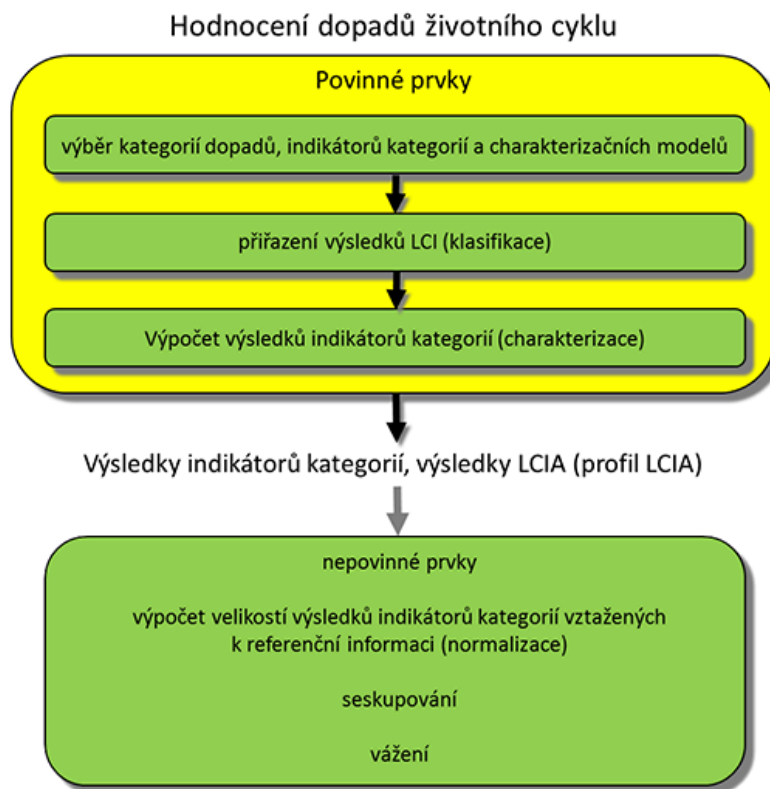 Hodnocení dopadů životního cyklu
Povinné prvky
výběr kategorií dopadů, indikátorů kategorií a charakterizačních modelů
přiřazení výsledků LCI (klasifikace)
Výpočet výsledků indikátorů kategorií (charakterizace)
Výsledky indikátorů kategorií, výsledky LCIA (profil LCIA)
nepovinné prvky
výpočet velikostí výsledků indikátorů kategorií vztažených
k referenční informaci (normalizace)
seskupování
vážení